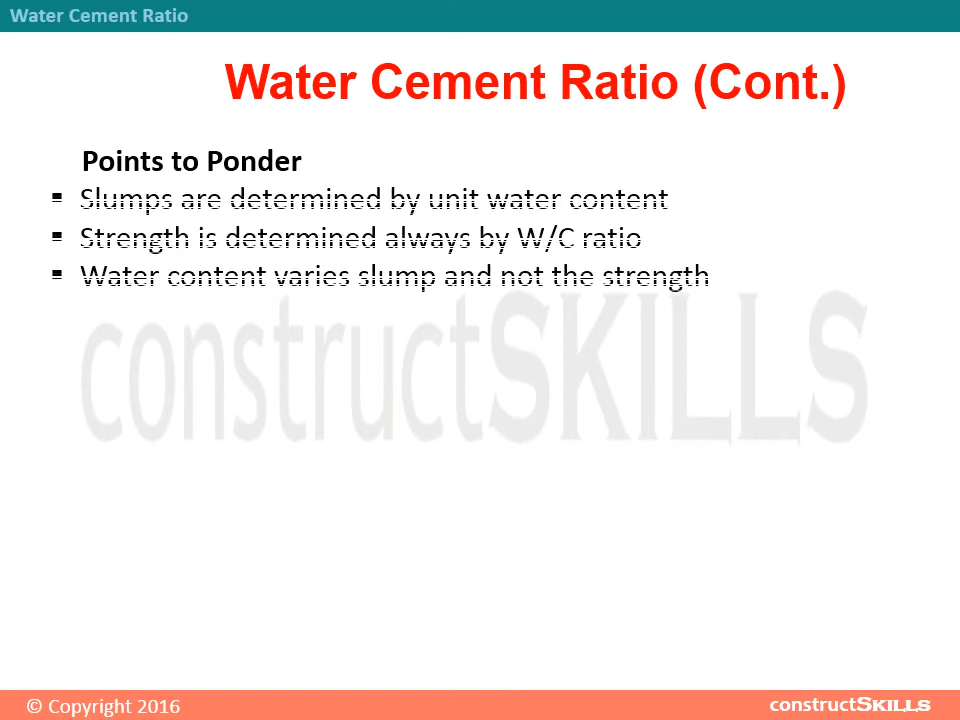 Water Cement Ratio
Water Cement Ratio (Cont.)
Points to Ponder
▪ Slumps are determined by unit water content
▪ Strength is determined always by W/C ratio
▪ Water content varies slump and not the strength
constructSKILLS
© Copyright 2016
constructSKILLS